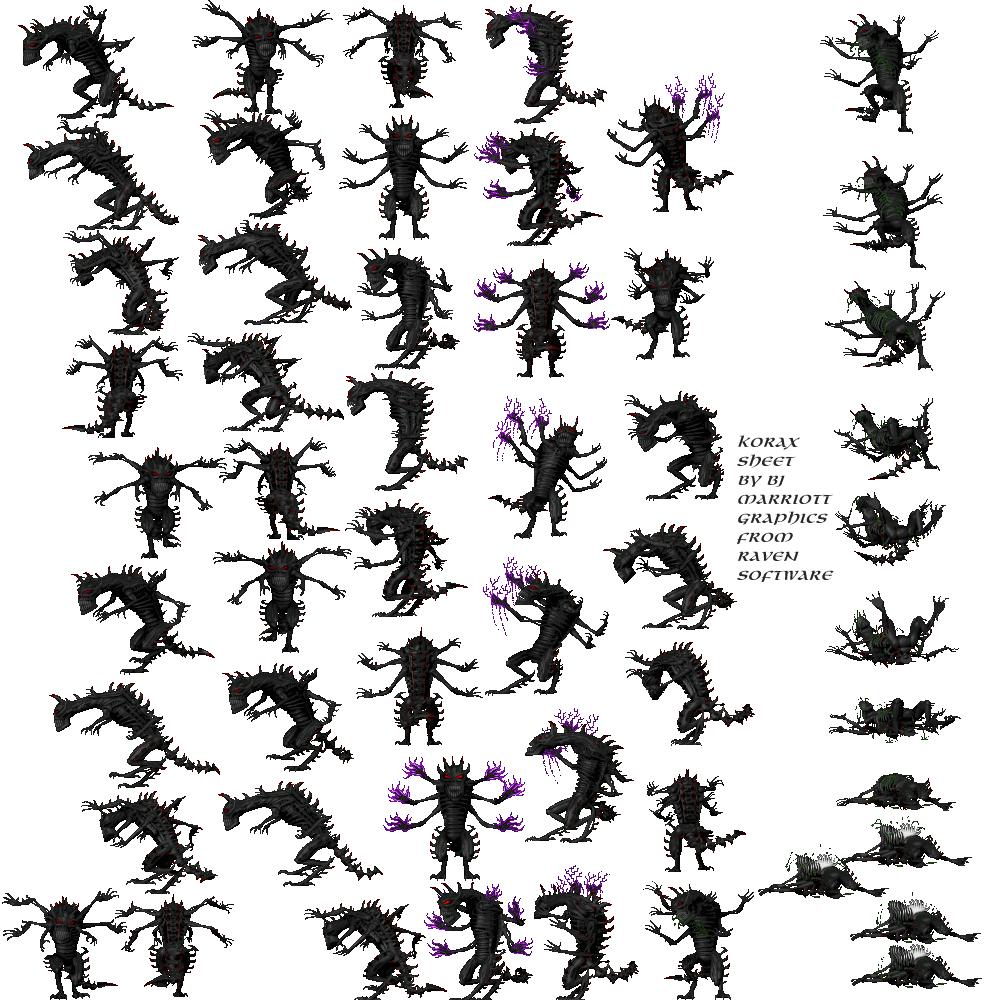 KORAX
SHEET
BY BJ
MARRIOTT
GRAPHICS
FROM
RAVEN
SOFTWARE